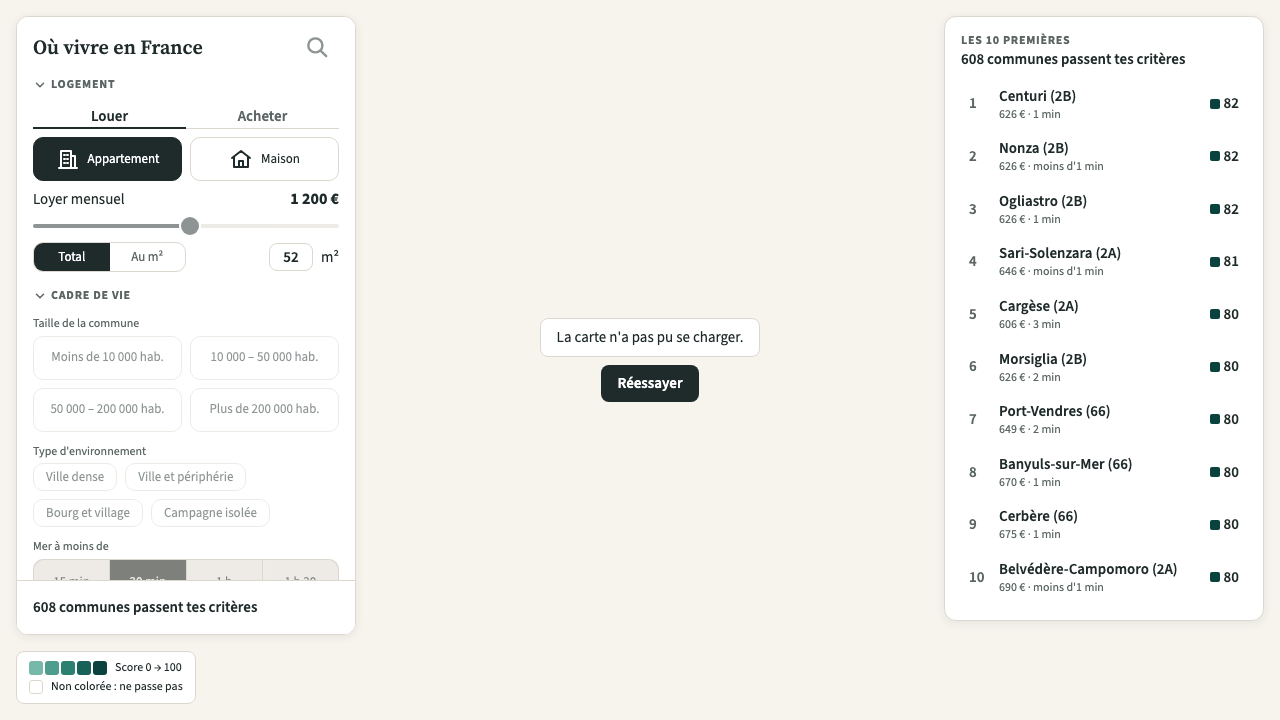 Où vivre en France
LOGEMENT
Louer
Acheter
Appartement
Maison
Loyer mensuel
1 200 €
Total
Au m²
52
m²
CADRE DE VIE
Taille de la commune
Moins de 10 000 hab.
10 000 – 50 000 hab.
50 000 – 200 000 hab.
Plus de 200 000 hab.
Type d'environnement
Ville dense
Ville et périphérie
Bourg et village
Campagne isolée
Mer à moins de
608 communes passent tes critères
Score 0 → 100
Non colorée : ne passe pas
La carte n'a pas pu se charger.
Réessayer
LES 10 PREMIÈRES
608 communes passent tes critères
1
Centuri (2B)
626 € · 1 min
82
2
Nonza (2B)
626 € · moins d'1 min
82
3
Ogliastro (2B)
626 € · 1 min
82
4
Sari-Solenzara (2A)
646 € · moins d'1 min
81
5
Cargèse (2A)
606 € · 3 min
80
6
Morsiglia (2B)
626 € · 2 min
80
7
Port-Vendres (66)
649 € · 2 min
80
8
Banyuls-sur-Mer (66)
670 € · 1 min
80
9
Cerbère (66)
675 € · 1 min
80
10
Belvédère-Campomoro (2A)
690 € · moins d'1 min
80